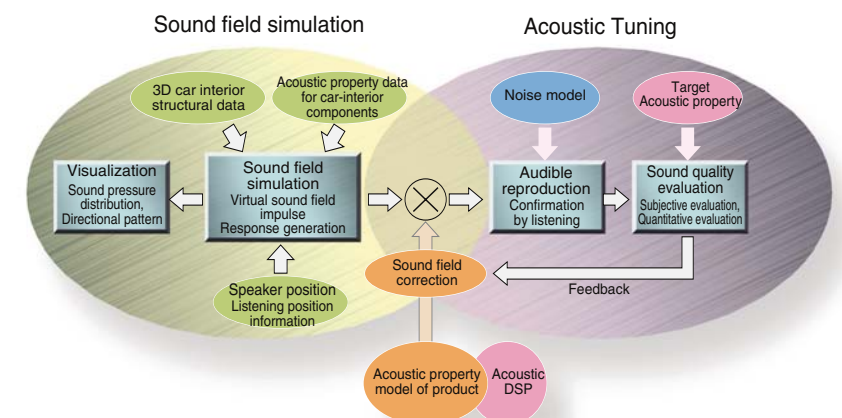 Sound field simulation
Acoustic Tuning
3D car interior
structural data
Acoustic property data
for car-interior
components
Noise model
Target
Acoustic property
Visualization
Sound pressure
distribution,
Directional pattern
Sound field
simulation
Virtual sound field
impulse
Response generation
Audible
reproduction
Confirmation
by listening
Sound quality
evaluation
Subjective evaluation,
Quantitative evaluation
Speaker position
Listening position
information
Sound field
correction
Feedback
Acoustic property
model of product
Acoustic
DSP